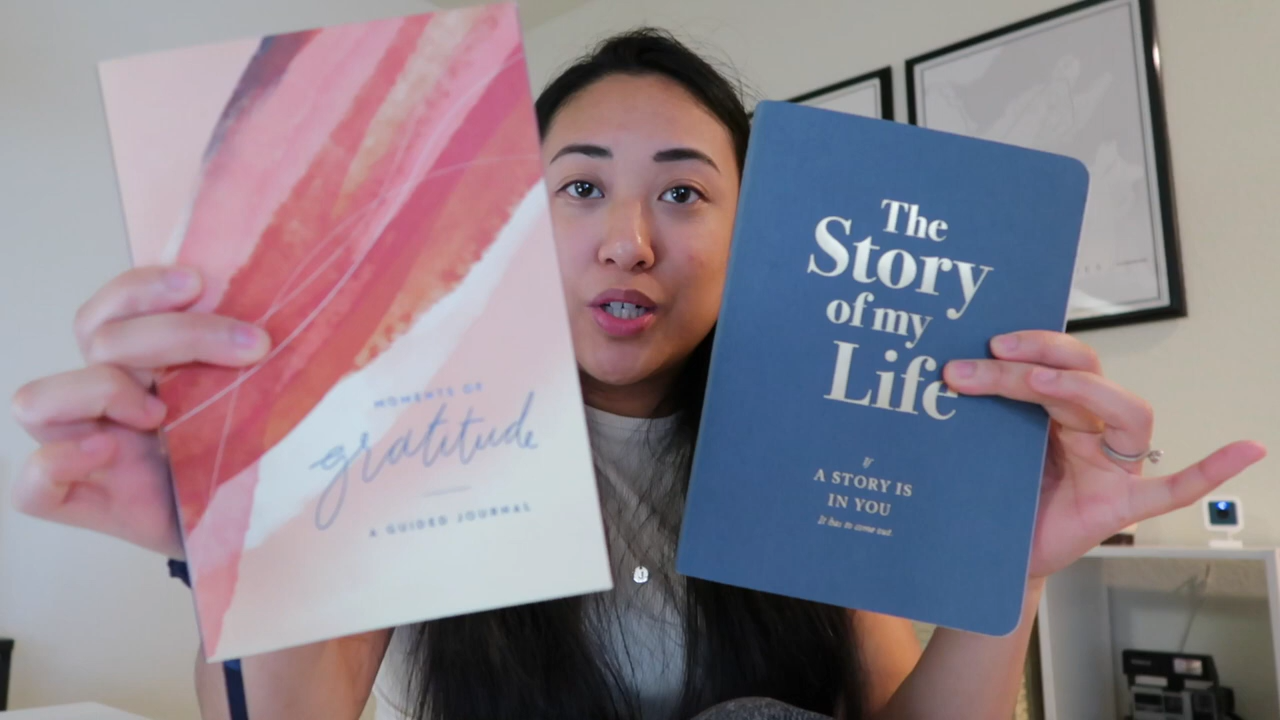 MOMENTS OF
gratitude
A GUIDED JOURNAL
The
Story
of my
Life
A STORY IS
IN YOU
It has to come out.